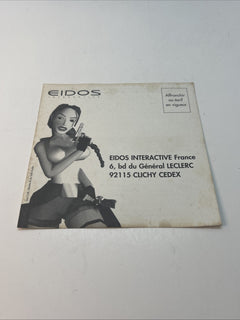 EIDOS
Affranchir
au tarif
en vigueur
EIDOS INTERACTIVE France
6, bd du Général LECLERC
92115 CLICHY CEDEX